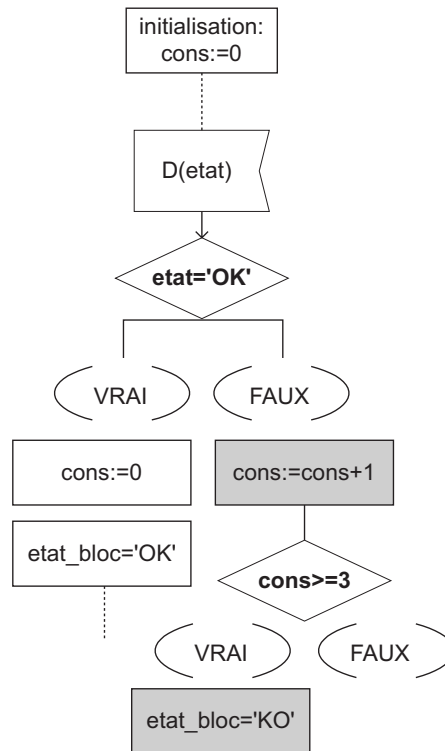 initialisation:
cons:=0
D(etat)
etat='OK'
VRAI
FAUX
cons:=0
cons:=cons+1
etat_bloc='OK'
cons>=3
VRAI
FAUX
etat_bloc='KO'